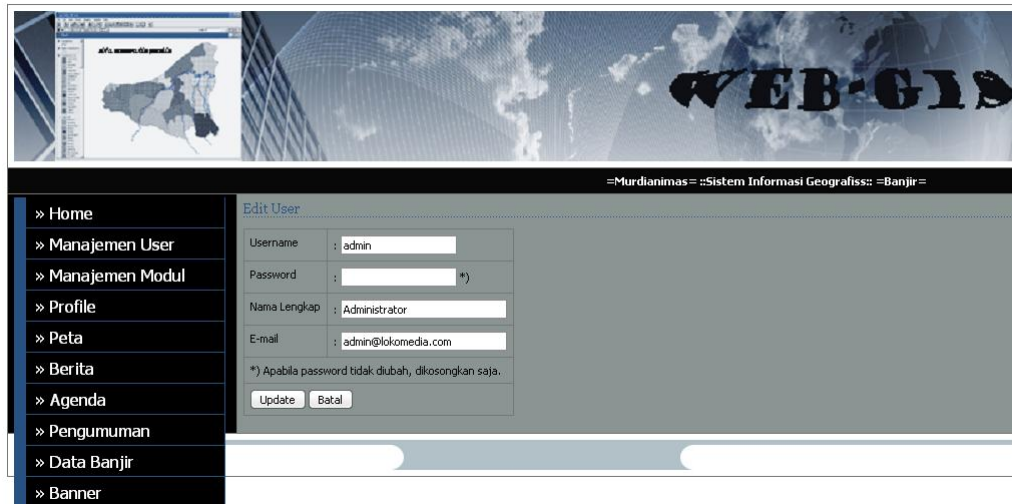 WEB-GIS
=Murdianimas= ::Sistem Informasi Geografiss:: =Banjir=
» Home
» Manajemen User
» Manajemen Modul
» Profile
» Peta
» Berita
» Agenda
» Pengumuman
» Data Banjir
» Banner
Edit User
Username : admin
Password : *)
Nama Lengkap : Administrator
E-mail : admin@lokomedia.com
*) Apabila password tidak diubah, dikosongkan saja.
Update Batal